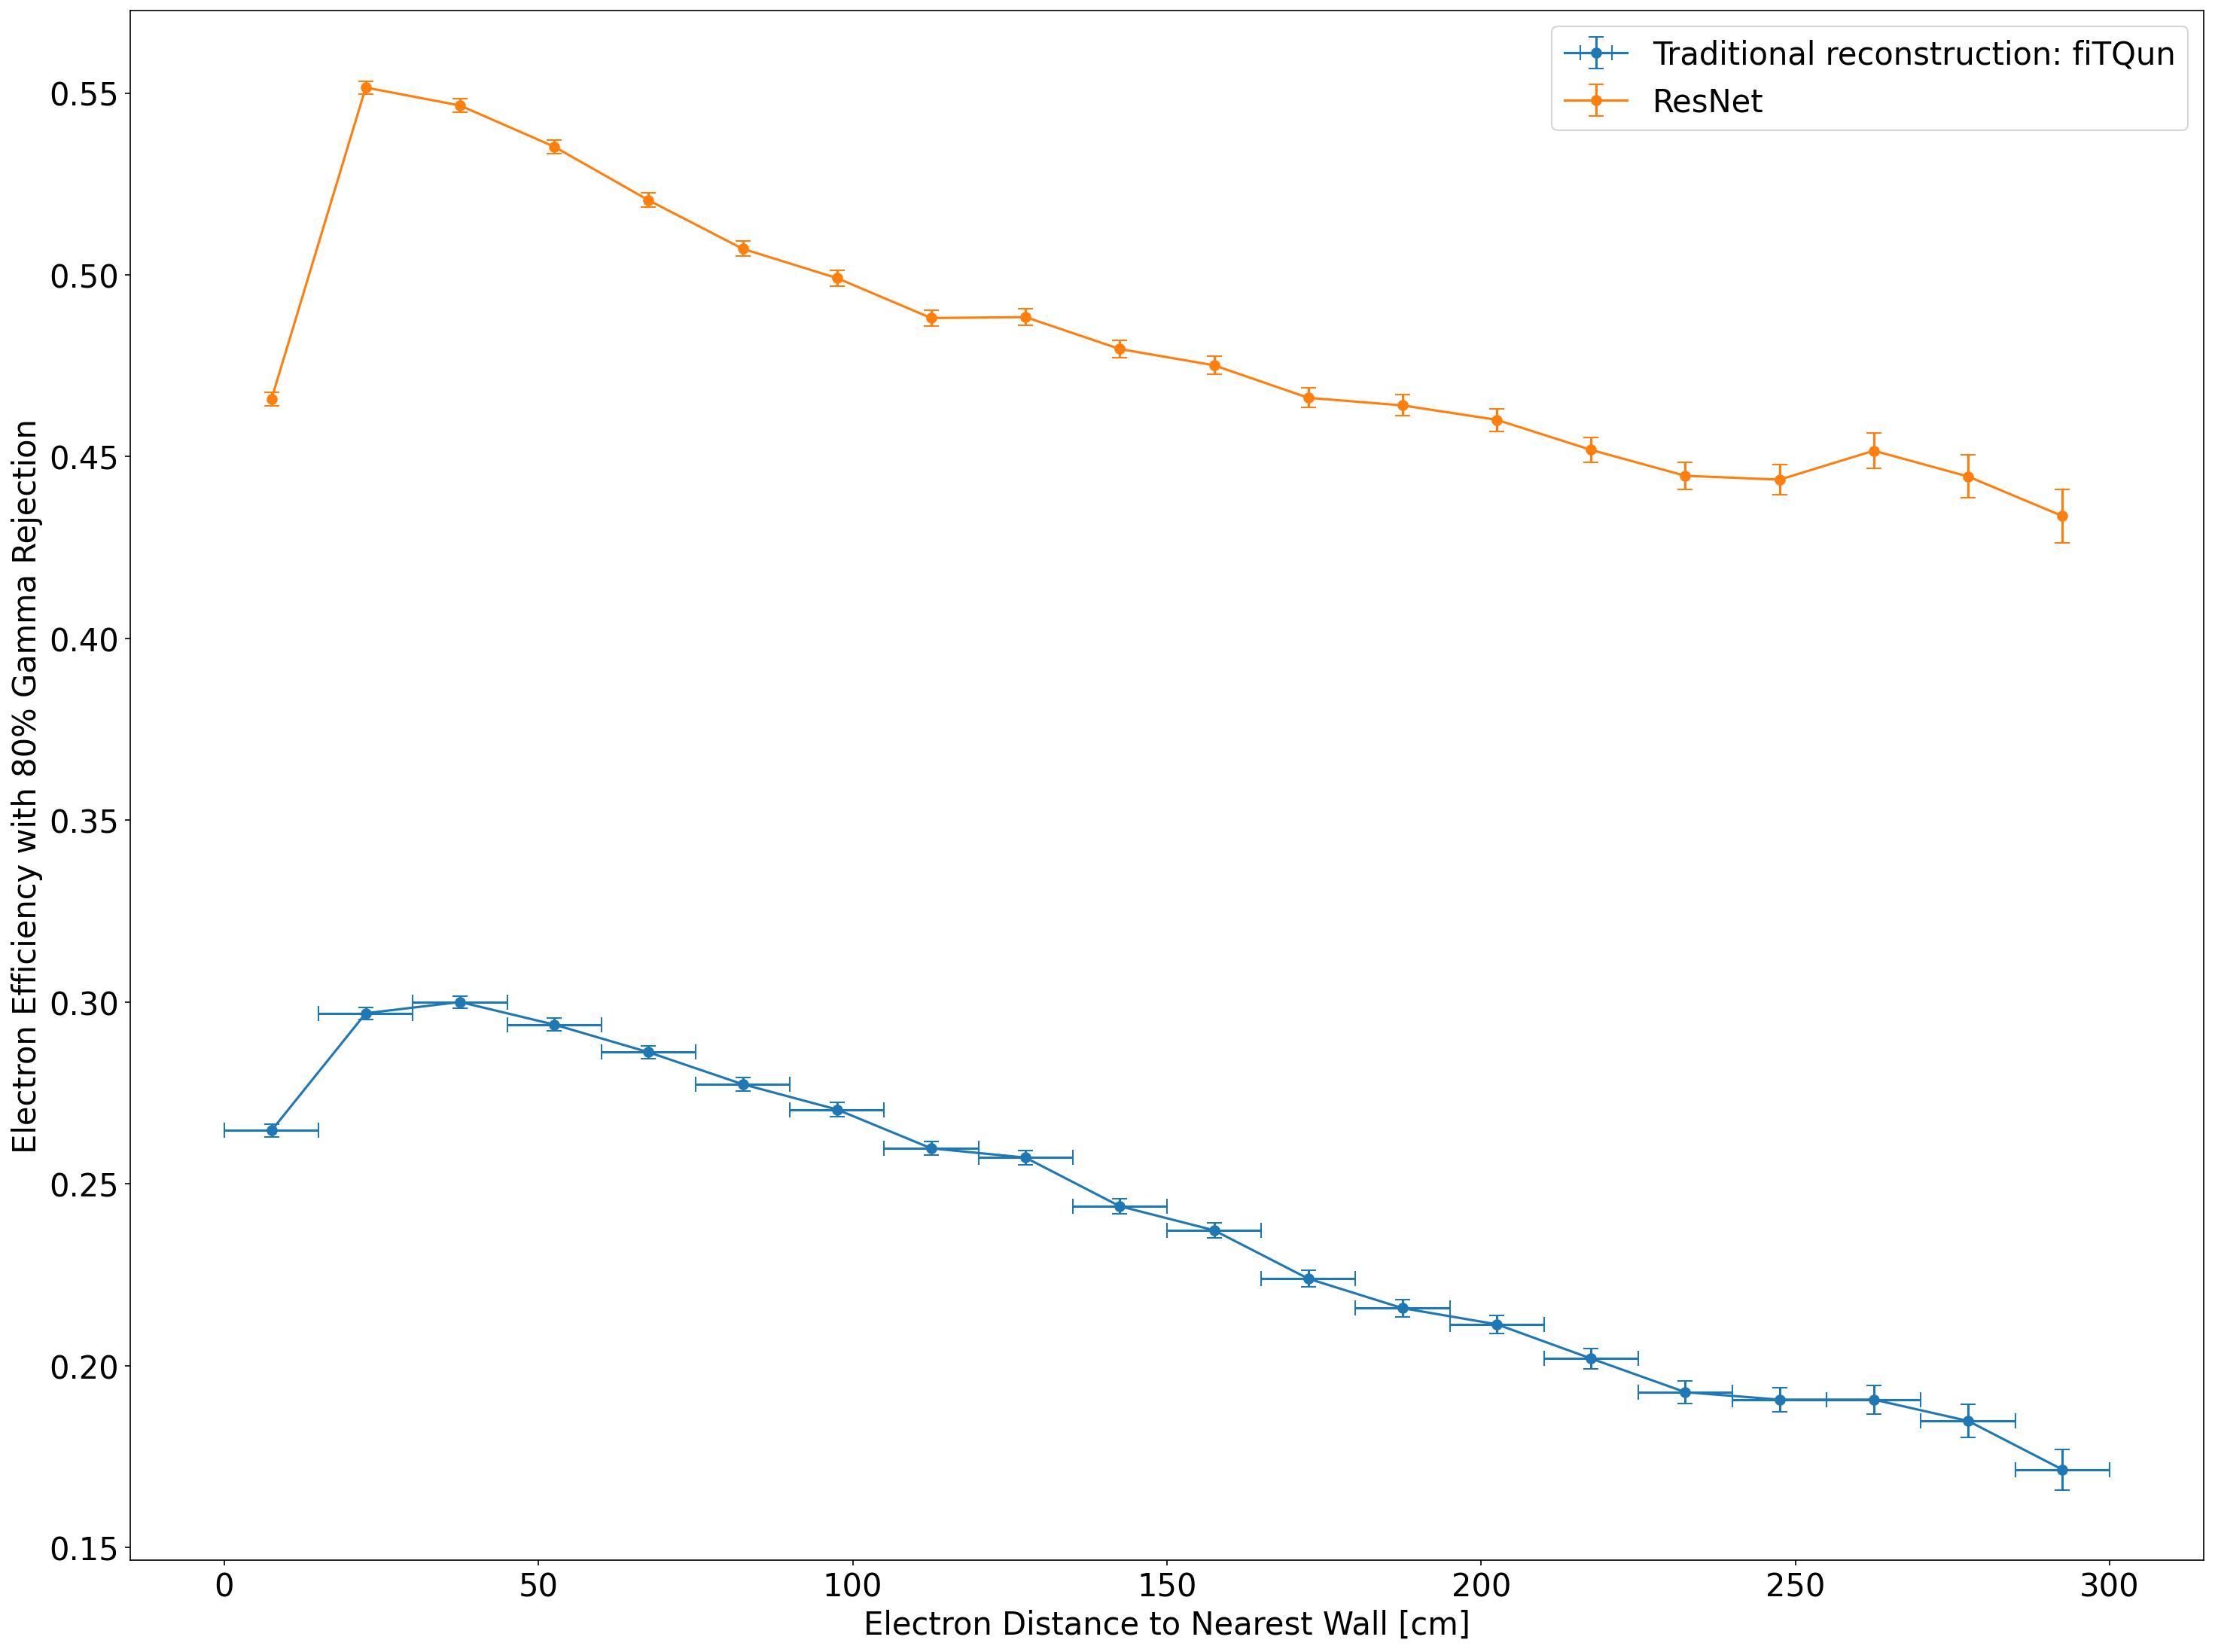 Traditional reconstruction: fiTQun
ResNet
Electron Efficiency with 80% Gamma Rejection
0.55
0.50
0.45
0.40
0.35
0.30
0.25
0.20
0.15
0 50 100 150 200 250 300
Electron Distance to Nearest Wall [cm]